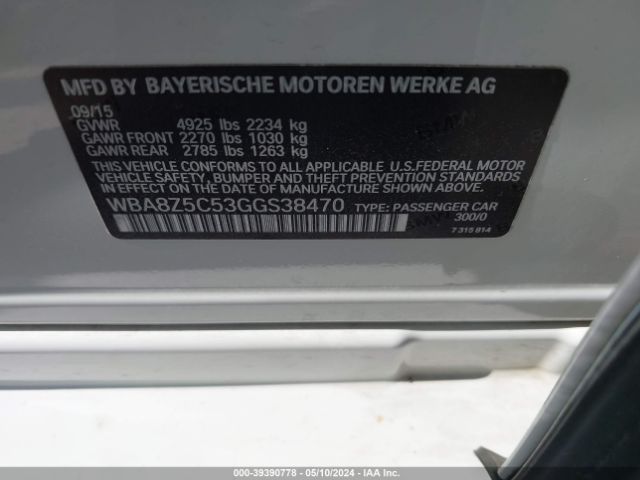 MFD BY BAYERISCHE MOTOREN WERKE AG
09/15
GVWR 4925 lbs 2234 kg
GAWR FRONT 2270 lbs 1030 kg
GAWR REAR 2785 lbs 1263 kg
THIS VEHICLE CONFORMS TO ALL APPLICABLE U.S.FEDERAL MOTOR
VEHICLE SAFETY, BUMPER AND THEFT PREVENTION STANDARDS
IN EFFECT ON THE DATE OF MANUFACTURE SHOWN ABOVE.
WBA8Z5C53GGS38470 TYPE: PASSENGER CAR
300/0
7 315 814
000-39390778 - 05/10/2024 - IAA Inc.